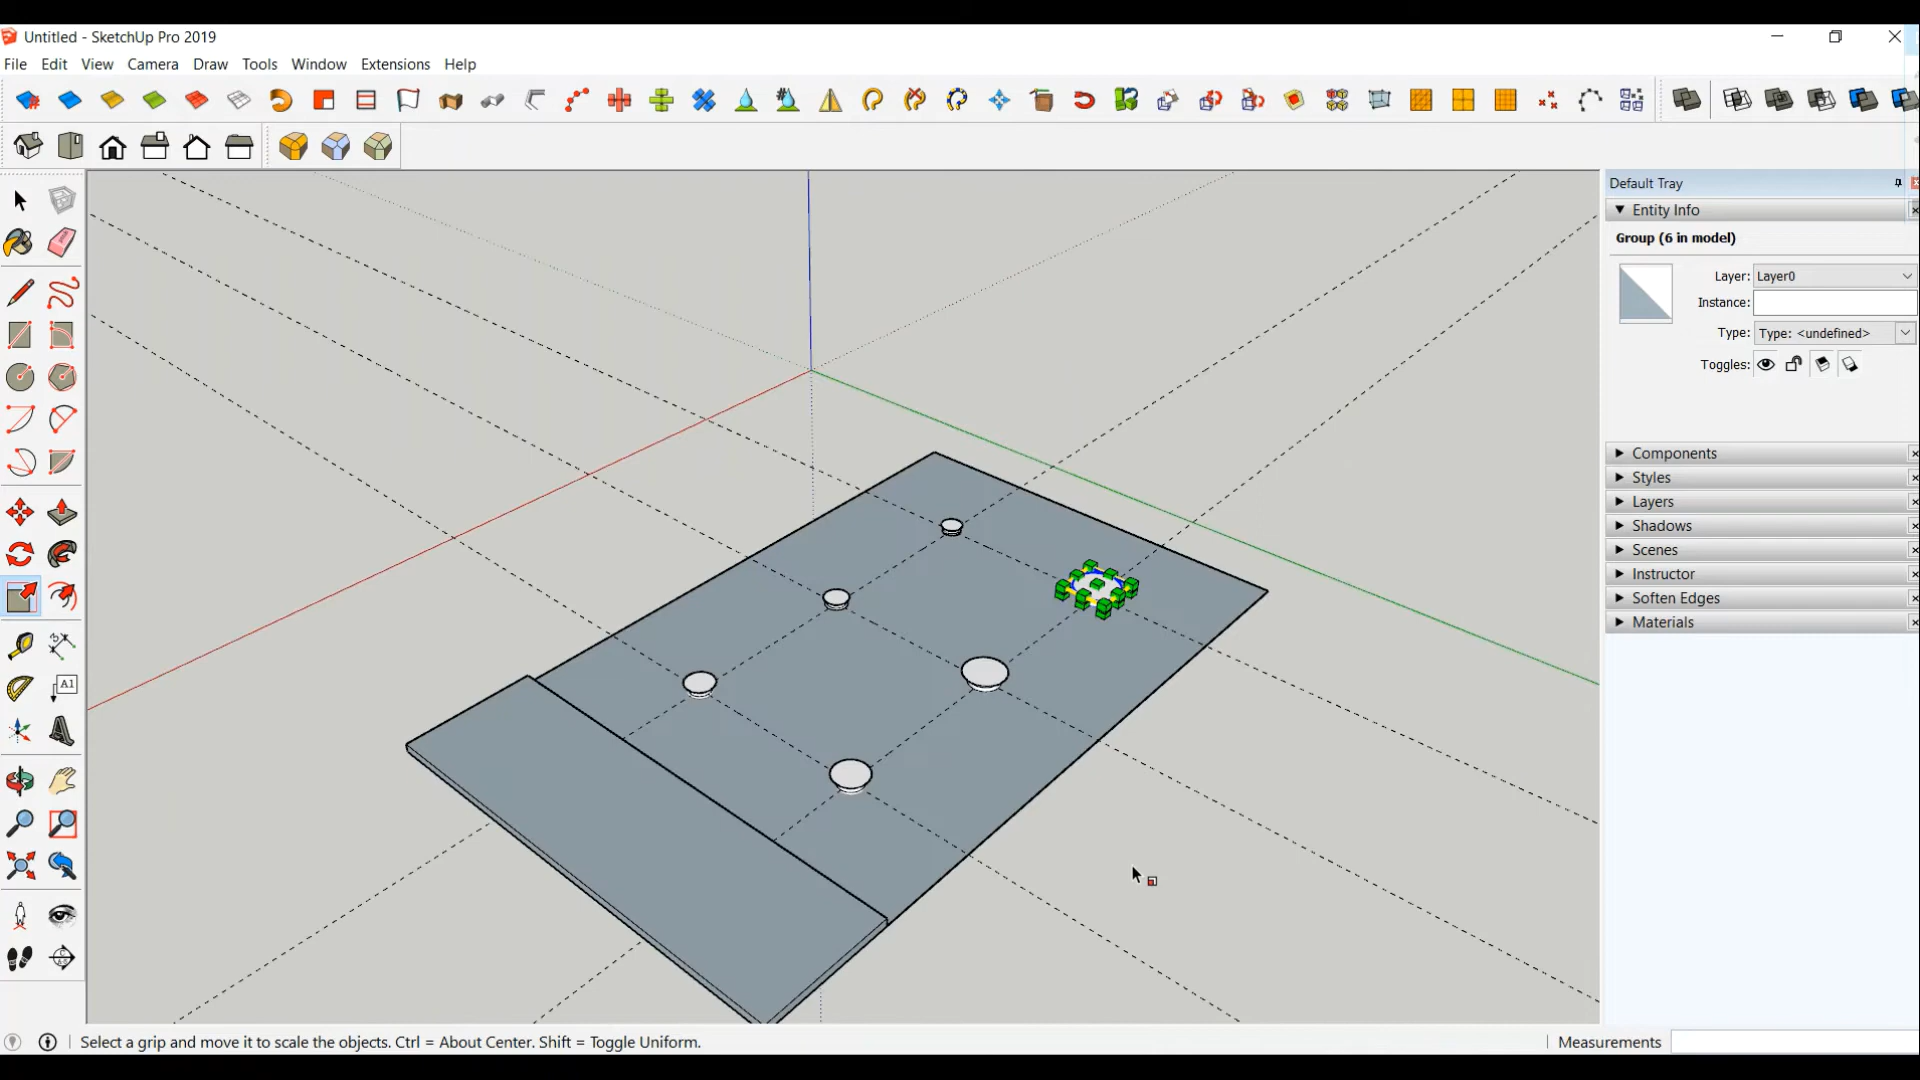 Untitled - SketchUp Pro 2019
File Edit View Camera Draw Tools Window Extensions Help
Default Tray
Entity Info
Group (6 in model)
Layer: Layer0
Instance:
Type: Type: <undefined>
Toggles:
Components
Styles
Layers
Shadows
Scenes
Instructor
Soften Edges
Materials
A1
Select a grip and move it to scale the objects. Ctrl = About Center. Shift = Toggle Uniform.
Measurements